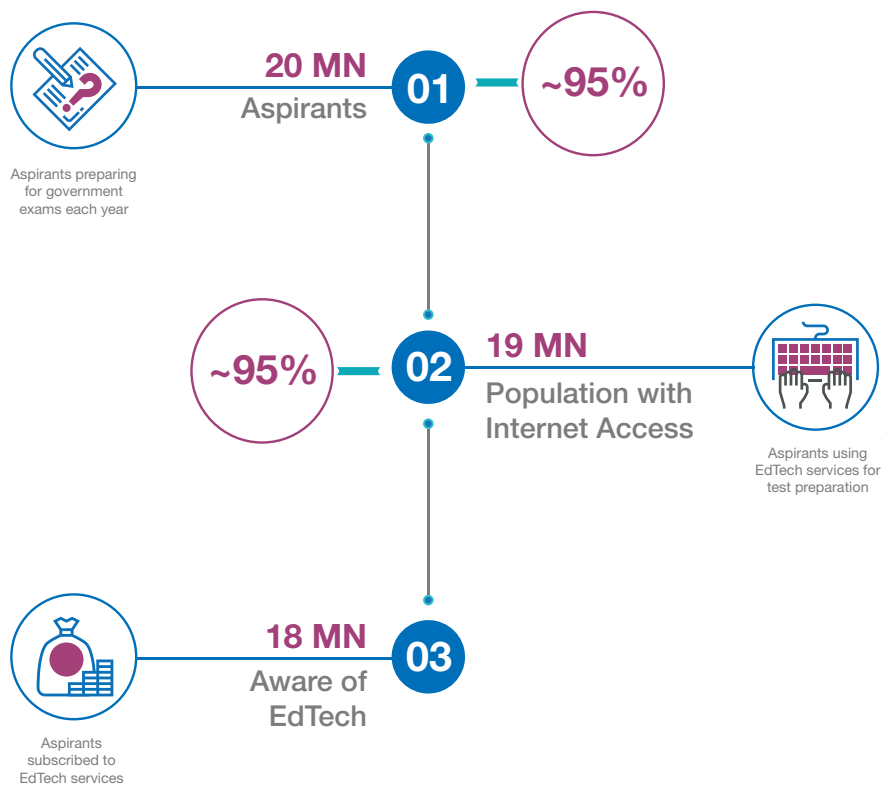 20 MN
Aspirants
01
~95%
Aspirants preparing
for government
exams each year
~95%
02
19 MN
Population with
Internet Access
Aspirants using
EdTech services for
test preparation
18 MN
Aware of
EdTech
03
Aspirants
subscribed to
EdTech services